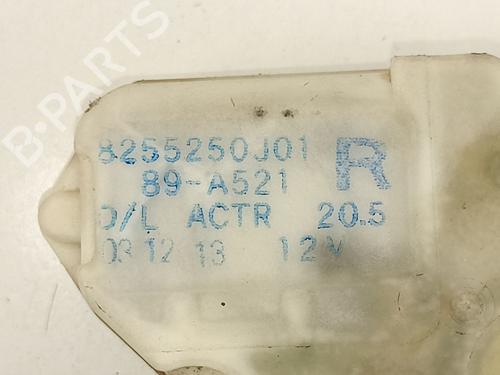 B·PARTS
8255250J01 R
89-A521
D/L ACTR 20.5
03 12 13 12V